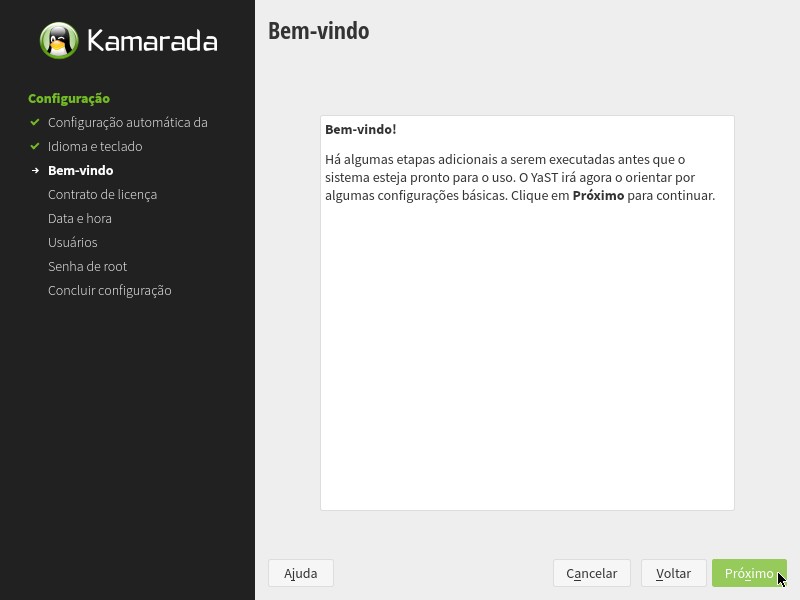 Kamarada
Configuração
Configuração automática da
Idioma e teclado
Bem-vindo
Contrato de licença
Data e hora
Usuários
Senha de root
Concluir configuração
Bem-vindo
Bem-vindo!
Há algumas etapas adicionais a serem executadas antes que o
sistema esteja pronto para o uso. O YaST irá agora o orientar por
algumas configurações básicas. Clique em Próximo para continuar.
Ajuda
Cancelar
Voltar
Próximo